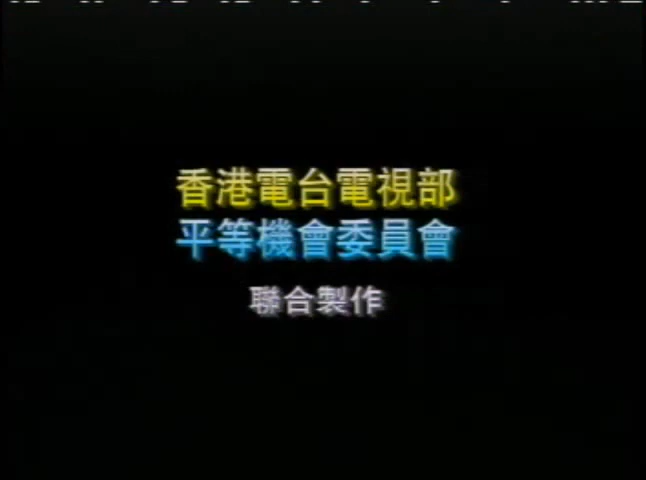 香港電台電視部
平等機會委員會
聯合製作